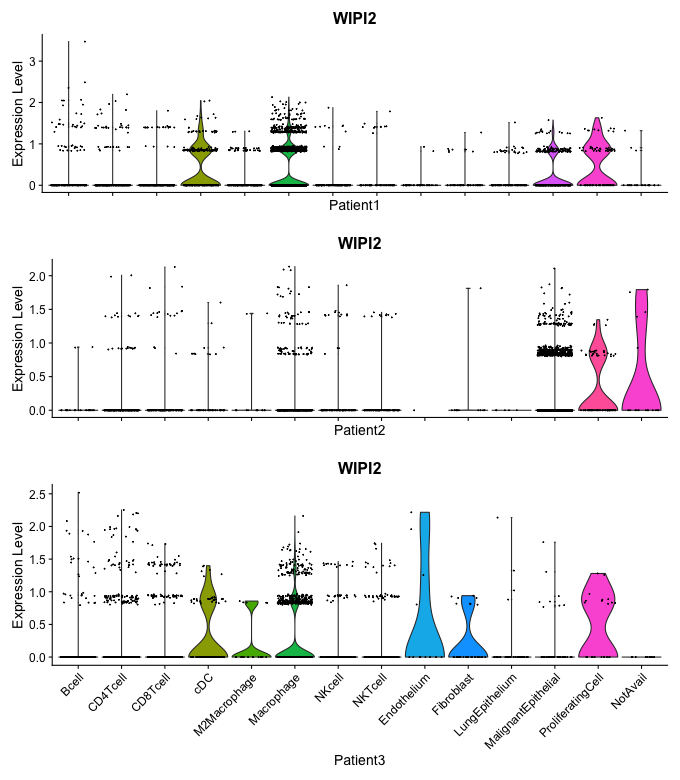 WIPI2
Expression Level
3
2
1
0
Patient1
WIPI2
Expression Level
2.0
1.5
1.0
0.5
0.0
Patient2
WIPI2
Expression Level
2.5
2.0
1.5
1.0
0.5
0.0
Bcell
CD4Tcell
CD8Tcell
cDC
M2Macrophage
Macrophage
NKcell
NKTcell
Endothelium
Fibroblast
LungEpithelium
MalignantEpithelial
ProliferatingCell
NotAvail
Patient3